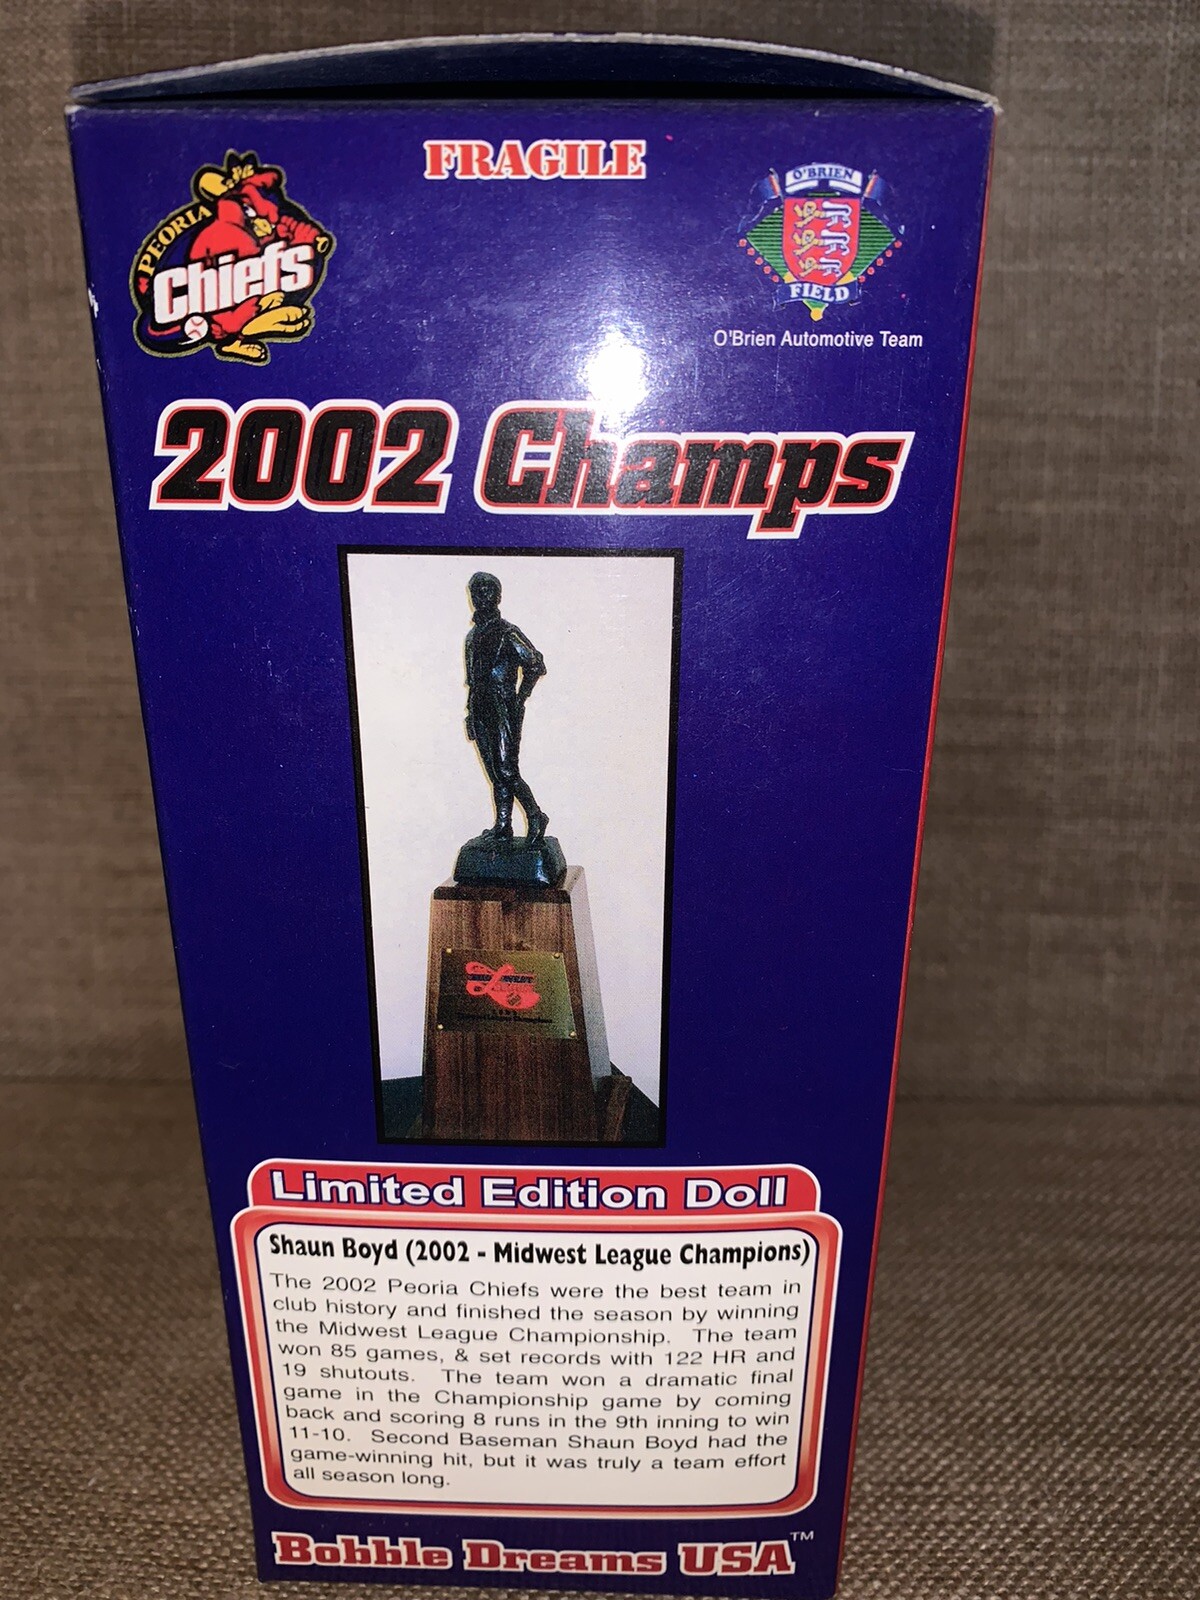 FRAGILE
PEORIA
Chiefs
O'BRIEN
FIELD
O'Brien Automotive Team
2002 Champs
Limited Edition Doll
Shaun Boyd (2002 - Midwest League Champions)
The 2002 Peoria Chiefs were the best team in
club history and finished the season by winning
the Midwest League Championship. The team
won 85 games, & set records with 122 HR and
19 shutouts. The team won a dramatic final
game in the Championship game by coming
back and scoring 8 runs in the 9th inning to win
11-10. Second Baseman Shaun Boyd had the
game-winning hit, but it was truly a team effort
all season long.
Bobble Dreams USA™